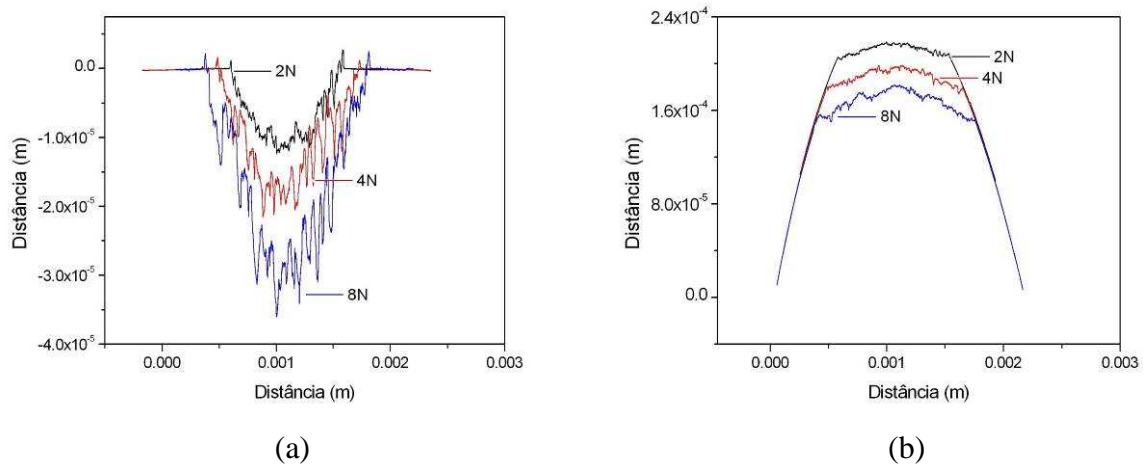 0.0
-1.0x10⁻⁵
-2.0x10⁻⁵
-3.0x10⁻⁵
-4.0x10⁻⁵
Distância (m)
2N
4N
8N
0.000
0.001
0.002
0.003
Distância (m)
(a)
2.4x10⁻⁴
1.6x10⁻⁴
8.0x10⁻⁵
0.0
Distância (m)
2N
4N
8N
0.000
0.001
0.002
0.003
Distância (m)
(b)